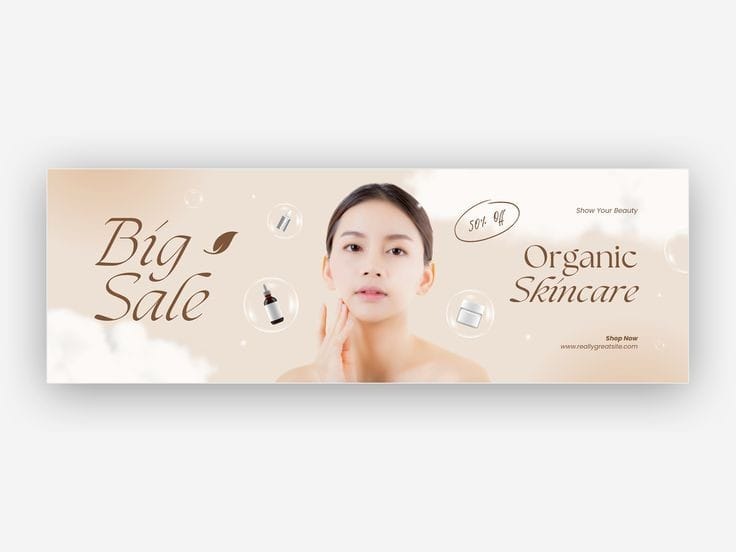 Big
Sale
50% Off
Show Your Beauty
Organic
Skincare
Shop Now
www.reallygreatsite.com